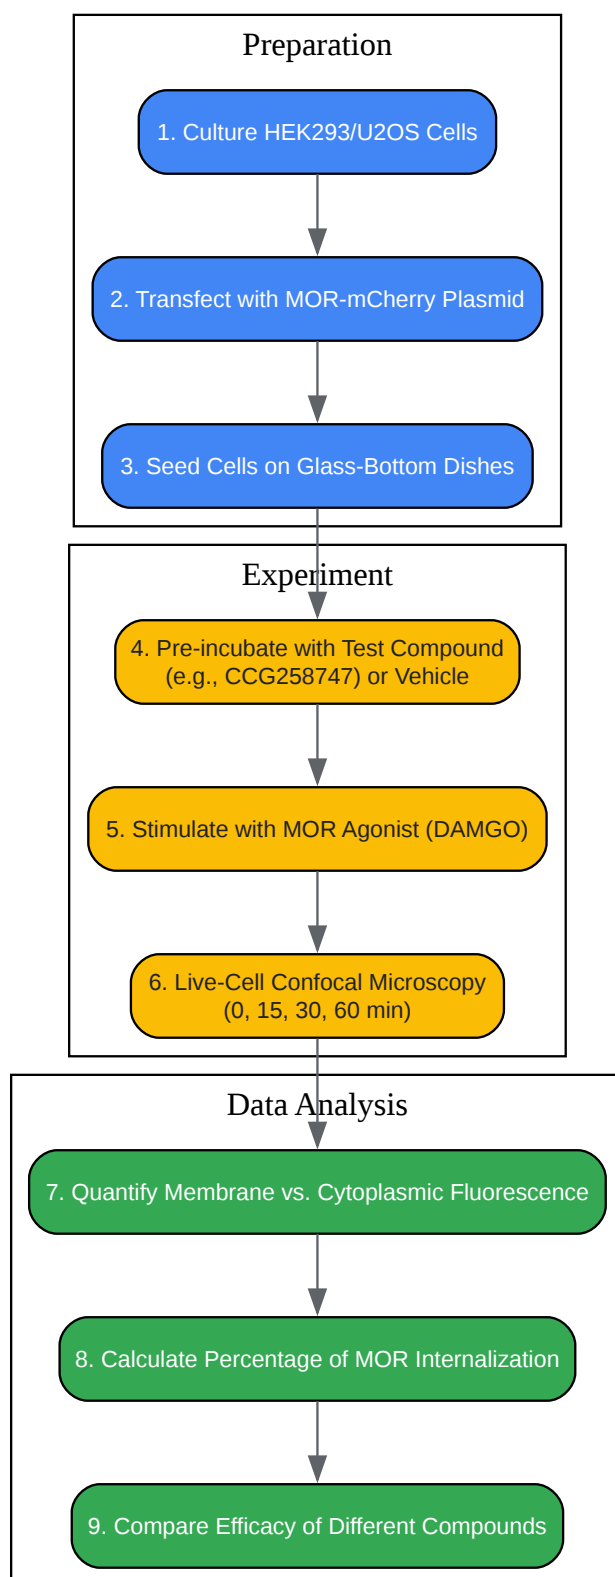 Preparation
1. Culture HEK293/U2OS Cells
2. Transfect with MOR-mCherry Plasmid
3. Seed Cells on Glass-Bottom Dishes
Experiment
4. Pre-incubate with Test Compound
(e.g., CCG258747) or Vehicle
5. Stimulate with MOR Agonist (DAMGO)
6. Live-Cell Confocal Microscopy
(0, 15, 30, 60 min)
Data Analysis
7. Quantify Membrane vs. Cytoplasmic Fluorescence
8. Calculate Percentage of MOR Internalization
9. Compare Efficacy of Different Compounds